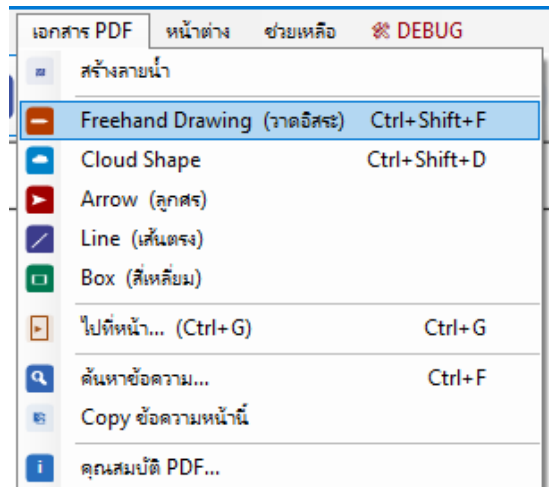 เอกสาร PDF หน้าต่าง ช่วยเหลือ 🛠 DEBUG
สร้างลายน้ำ
Freehand Drawing (วาดอิสระ) Ctrl+Shift+F
Cloud Shape Ctrl+Shift+D
Arrow (ลูกศร)
Line (เส้นตรง)
Box (สี่เหลี่ยม)
ไปที่หน้า... (Ctrl+G) Ctrl+G
ค้นหาข้อความ... Ctrl+F
Copy ข้อความหน้านี้
คุณสมบัติ PDF...